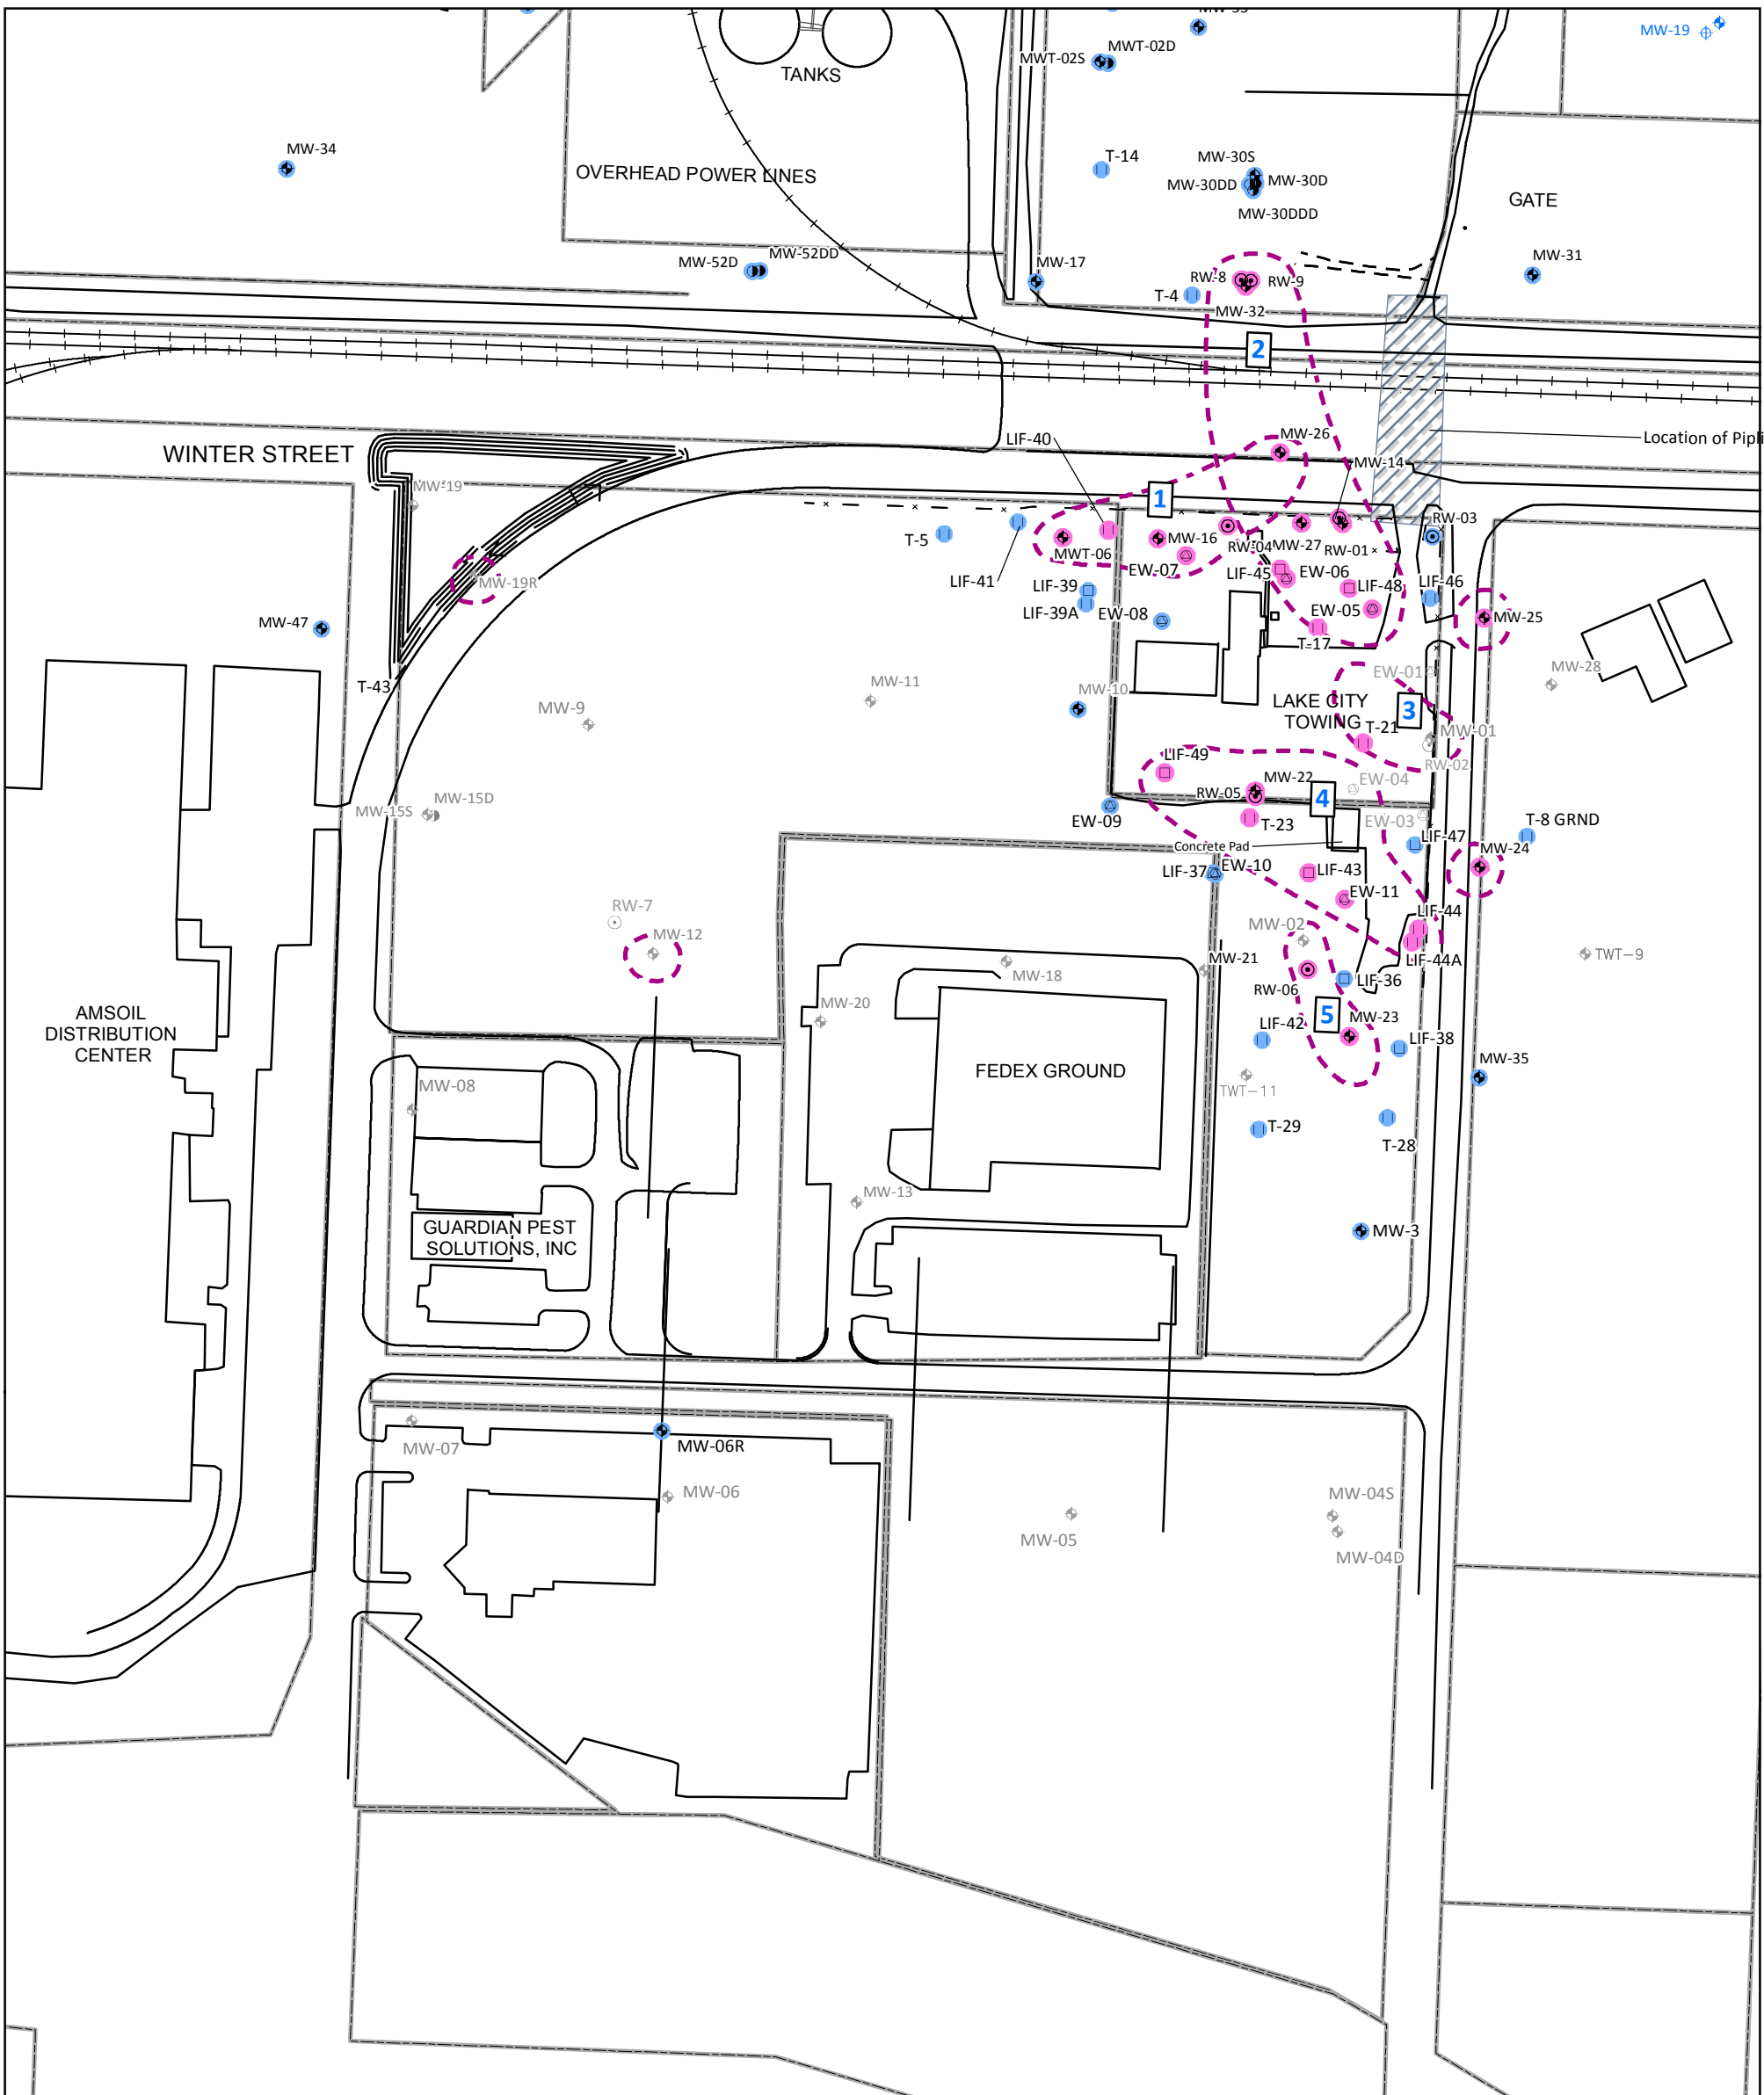 MW-19
MWT-02D
MWT-02S
TANKS
MW-34
T-14
MW-30S
OVERHEAD POWER LINES
MW-30DD
MW-30D
MW-30DDD
GATE
MW-52D
MW-52DD
MW-17
RW-8
RW-9
MW-31
T-4
MW-32
2
LIF-40
MW-26
WINTER STREET
Location of
MW-14
MW-19
1
RW-03
T-5
MWT-06
MW-16
RW-04
MW-27
RW-01
LIF-41
EW-07
LIF-45
EW-06
MW-19R
LIF-39
LIF-48
LIF-46
LIF-39A
EW-08
EW-05
MW-25
MW-47
T-17
EW-01
MW-28
T-43
MW-11
MW-10
MW-9
LAKE CITY
TOWING
3
T-21
MW-01
LIF-49
RW-02
MW-22
EW-04
RW-05
4
MW-15D
MW-15S
EW-09
T-23
EW-03
T-8 GRND
LIF-47
Concrete Pad
MW-24
LIF-37
EW-10
LIF-43
EW-11
RW-7
LIF-44
MW-12
MW-02
TWT-9
LIF-44A
MW-18
MW-21
LIF-36
RW-06
MW-20
AMSOIL
DISTRIBUTION
CENTER
5
MW-23
LIF-42
LIF-38
FEDEX GROUND
MW-35
MW-08
TWT-11
T-29
T-28
MW-13
GUARDIAN PEST
SOLUTIONS, INC
MW-3
MW-07
MW-06R
MW-06
MW-04S
MW-05
MW-04D